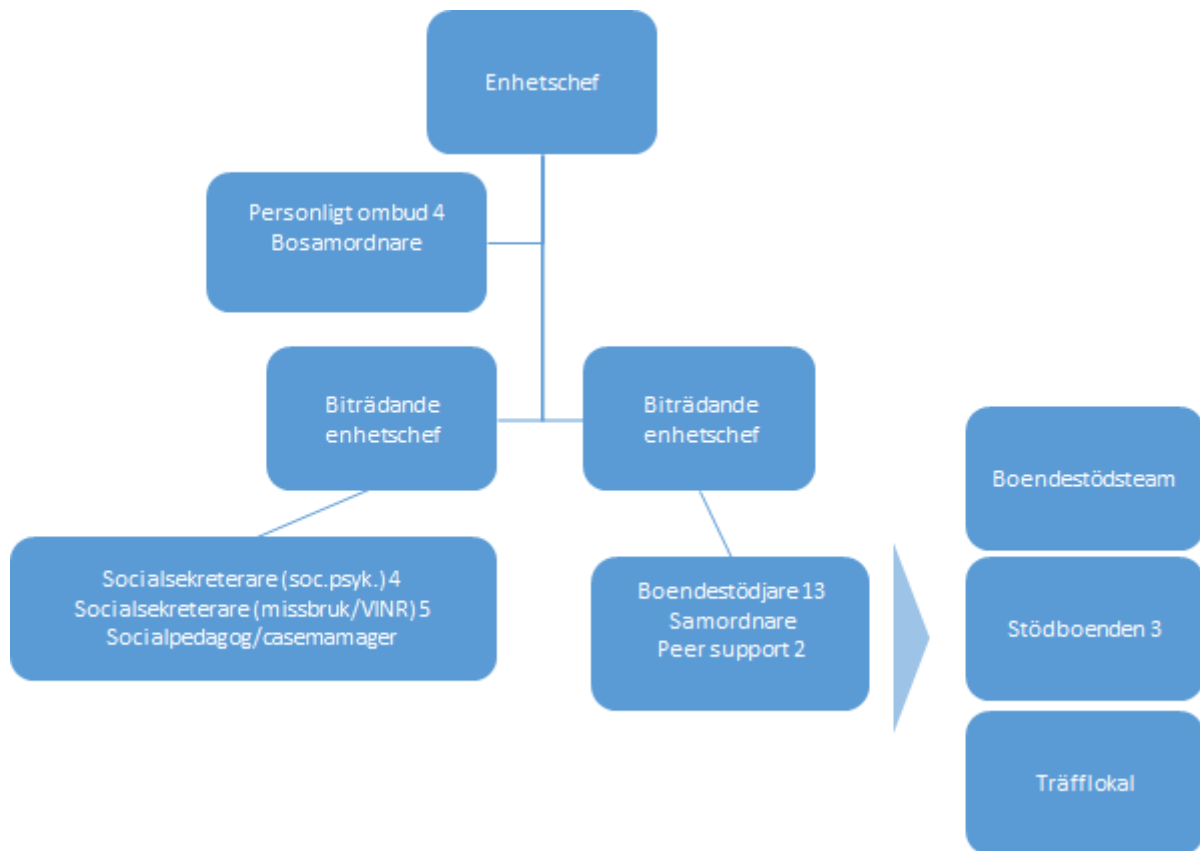 Enhetschef
Personligt ombud 4
Bosamordnare
Biträdande
enhetschef
Biträdande
enhetschef
Socialsekreterare (soc.psyk.) 4
Socialsekreterare (missbruk/VINR) 5
Socialpedagog/casemamager
Boendestödjare 13
Samordnare
Peer support 2
Boendestödsteam
Stödboenden 3
Träfflokal